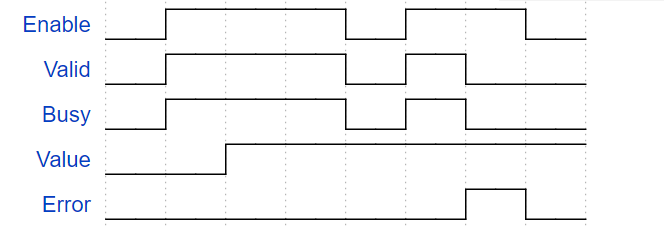 Enable
Valid
Busy
Value
Error